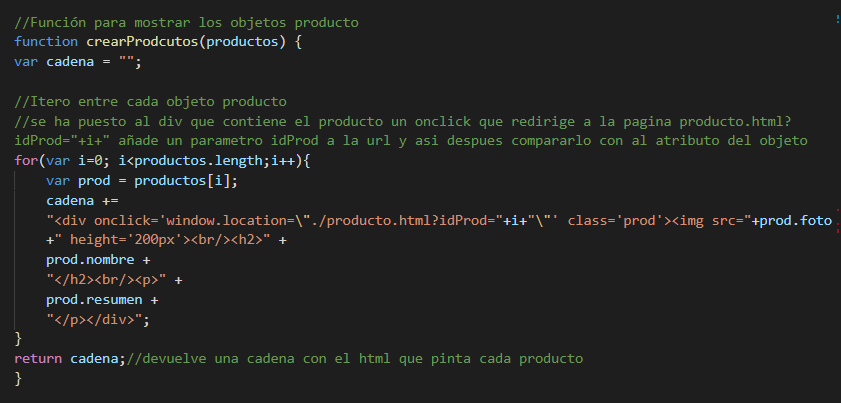 //Función para mostrar los objetos producto
function crearProdcutos(productos) {
var cadena = "";
//Itero entre cada objeto producto
//se ha puesto al div que contiene el producto un onclick que redirige a la pagina producto.html?
idProd="+i+" añade un parametro idProd a la url y asi despues compararlo con al atributo del objeto
for(var i=0; i<productos.length;i++){
    var prod = productos[i];
    cadena +=
    "<div onclick='window.location=\"./producto.html?idProd="+i+"\"' class='prod'><img src="+prod.foto
    +" height='200px'><br/><h2>" +
    prod.nombre +
    "</h2><br/><p>" +
    prod.resumen +
    "</p></div>";
}
return cadena;//devuelve una cadena con el html que pinta cada producto
}